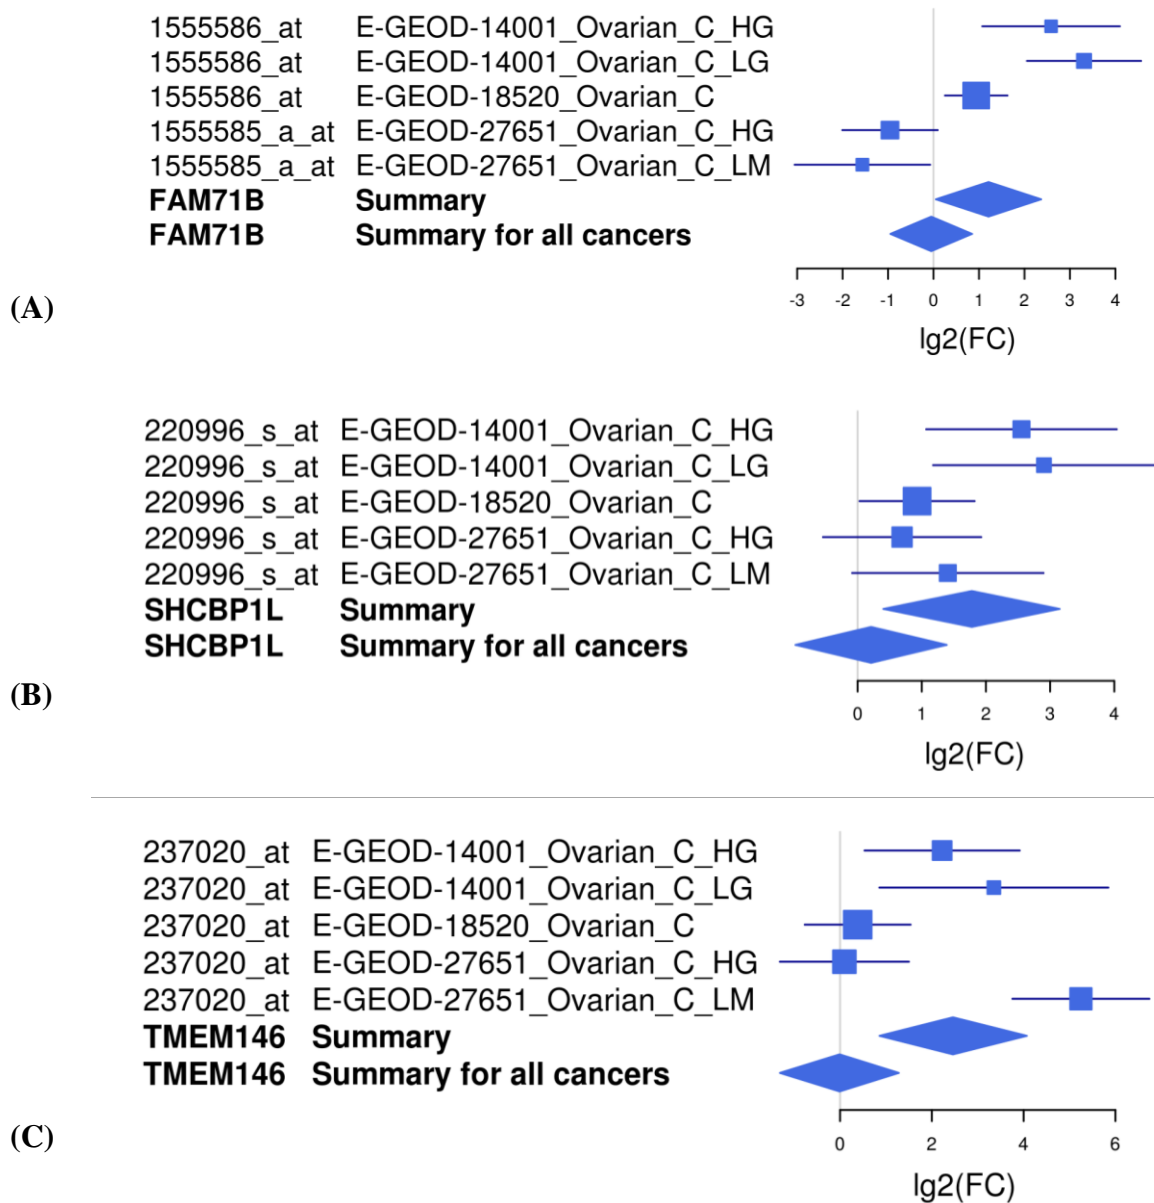 1555586_at E-GEOD-14001_Ovarian_C_HG
1555586_at E-GEOD-14001_Ovarian_C_LG
1555586_at E-GEOD-18520_Ovarian_C
1555585_a_at E-GEOD-27651_Ovarian_C_HG
1555585_a_at E-GEOD-27651_Ovarian_C_LM
FAM71B Summary
FAM71B Summary for all cancers
-3 -2 -1 0 1 2 3 4
lg2(FC)
(A)
220996_s_at E-GEOD-14001_Ovarian_C_HG
220996_s_at E-GEOD-14001_Ovarian_C_LG
220996_s_at E-GEOD-18520_Ovarian_C
220996_s_at E-GEOD-27651_Ovarian_C_HG
220996_s_at E-GEOD-27651_Ovarian_C_LM
SHCBP1L Summary
SHCBP1L Summary for all cancers
(B)
0 1 2 3 4
lg2(FC)
237020_at E-GEOD-14001_Ovarian_C_HG
237020_at E-GEOD-14001_Ovarian_C_LG
237020_at E-GEOD-18520_Ovarian_C
237020_at E-GEOD-27651_Ovarian_C_HG
237020_at E-GEOD-27651_Ovarian_C_LM
TMEM146 Summary
TMEM146 Summary for all cancers
(C)
0 2 4 6
lg2(FC)